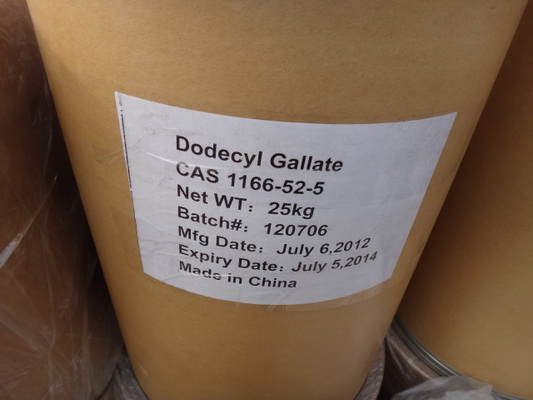 Dodecyl Gallate
CAS 1166-52-5
Net WT： 25kg
Batch#： 120706
Mfg Date： July 6,2012
Expiry Date： July 5,2014
Made in China